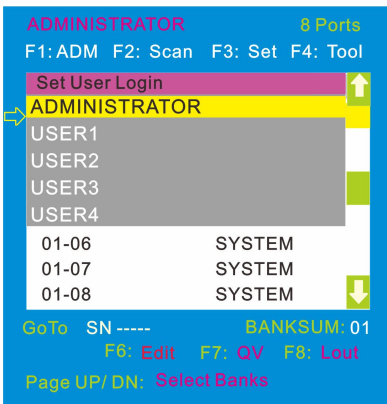 ADMINISTRATOR 8 Ports
F1: ADM F2: Scan F3: Set F4: Tool
Set User Login
ADMINISTRATOR
USER1
USER2
USER3
USER4
01-06 SYSTEM
01-07 SYSTEM
01-08 SYSTEM
GoTo SN ----- BANKSUM: 01
F6: Edlt F7: QV F8: Lout
Page UP/ DN: Select Banks